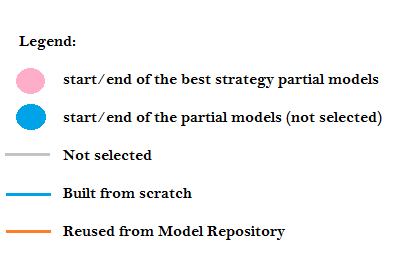 Legend:
start/end of the best strategy partial models
start/end of the partial models (not selected)
Not selected
Built from scratch
Reused from Model Repository